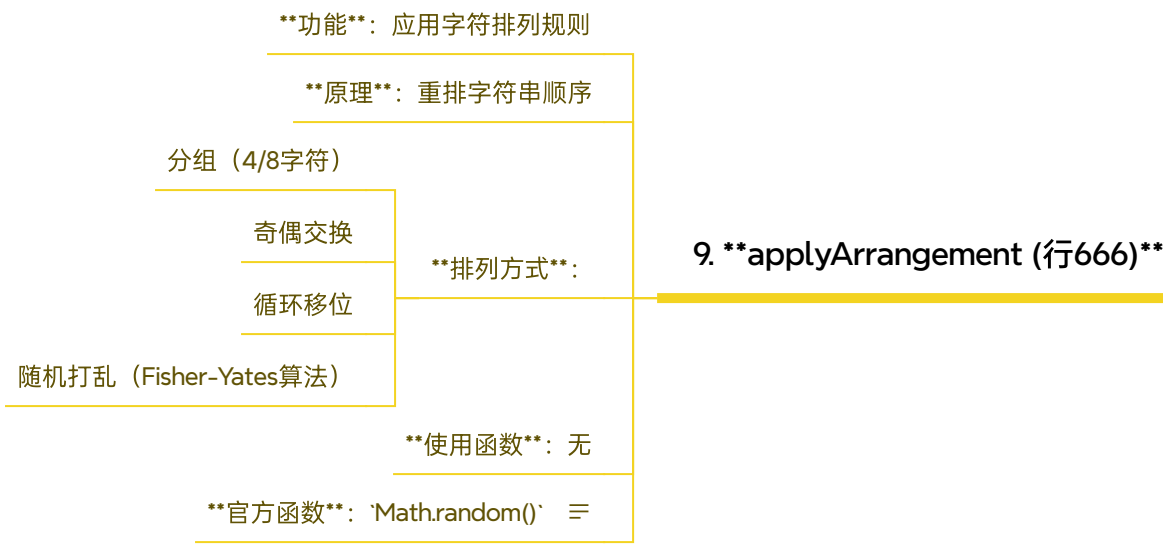 **功能**：应用字符排列规则
**原理**：重排字符串顺序
分组（4/8字符）
奇偶交换
循环移位
随机打乱（Fisher-Yates算法）
**排列方式**：
9. **applyArrangement (行666)**
**使用函数**：无
**官方函数**：`Math.random()`